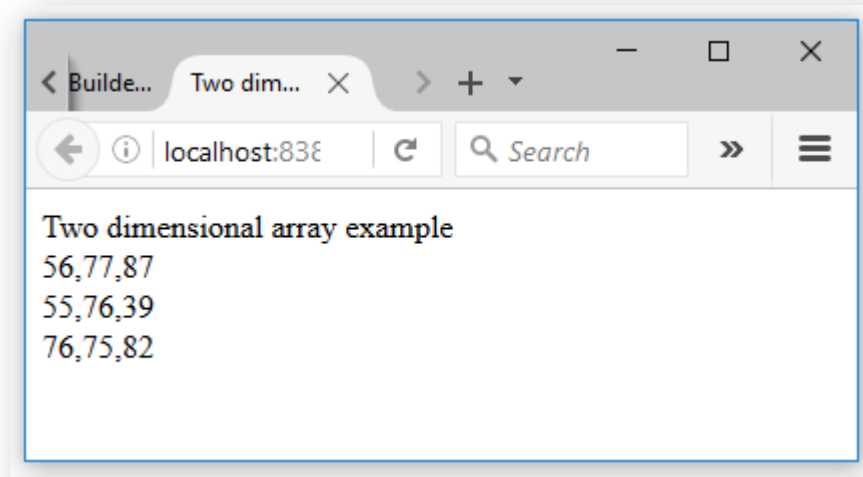 Builde... Two dim...
localhost:838 Search
Two dimensional array example
56,77,87
55,76,39
76,75,82